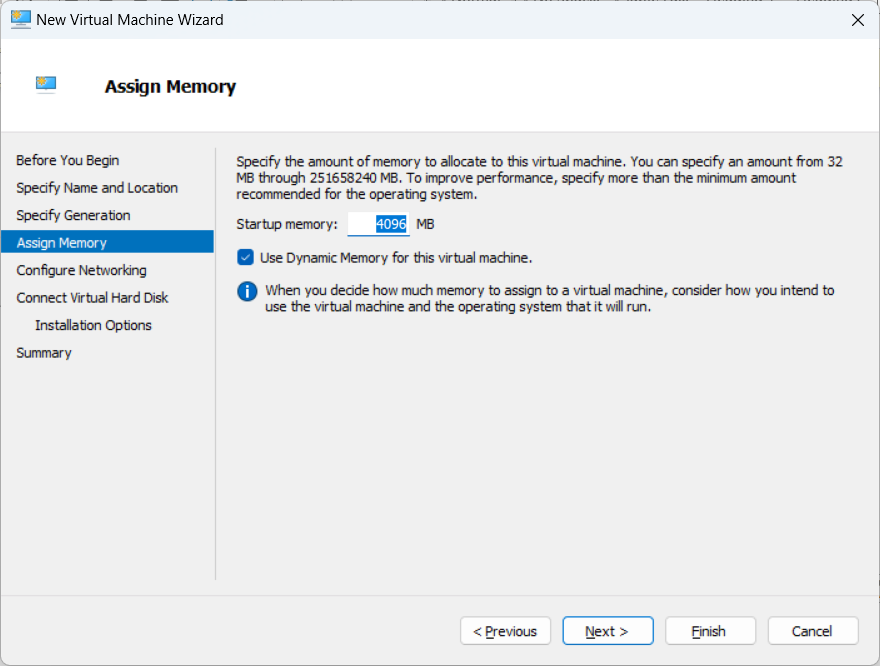 New Virtual Machine Wizard
Assign Memory
Before You Begin
Specify Name and Location
Specify Generation
Assign Memory
Configure Networking
Connect Virtual Hard Disk
Installation Options
Summary
Specify the amount of memory to allocate to this virtual machine. You can specify an amount from 32
MB through 251658240 MB. To improve performance, specify more than the minimum amount
recommended for the operating system.
Startup memory: 4096 MB
Use Dynamic Memory for this virtual machine.
When you decide how much memory to assign to a virtual machine, consider how you intend to
use the virtual machine and the operating system that it will run.
< Previous
Next >
Finish
Cancel